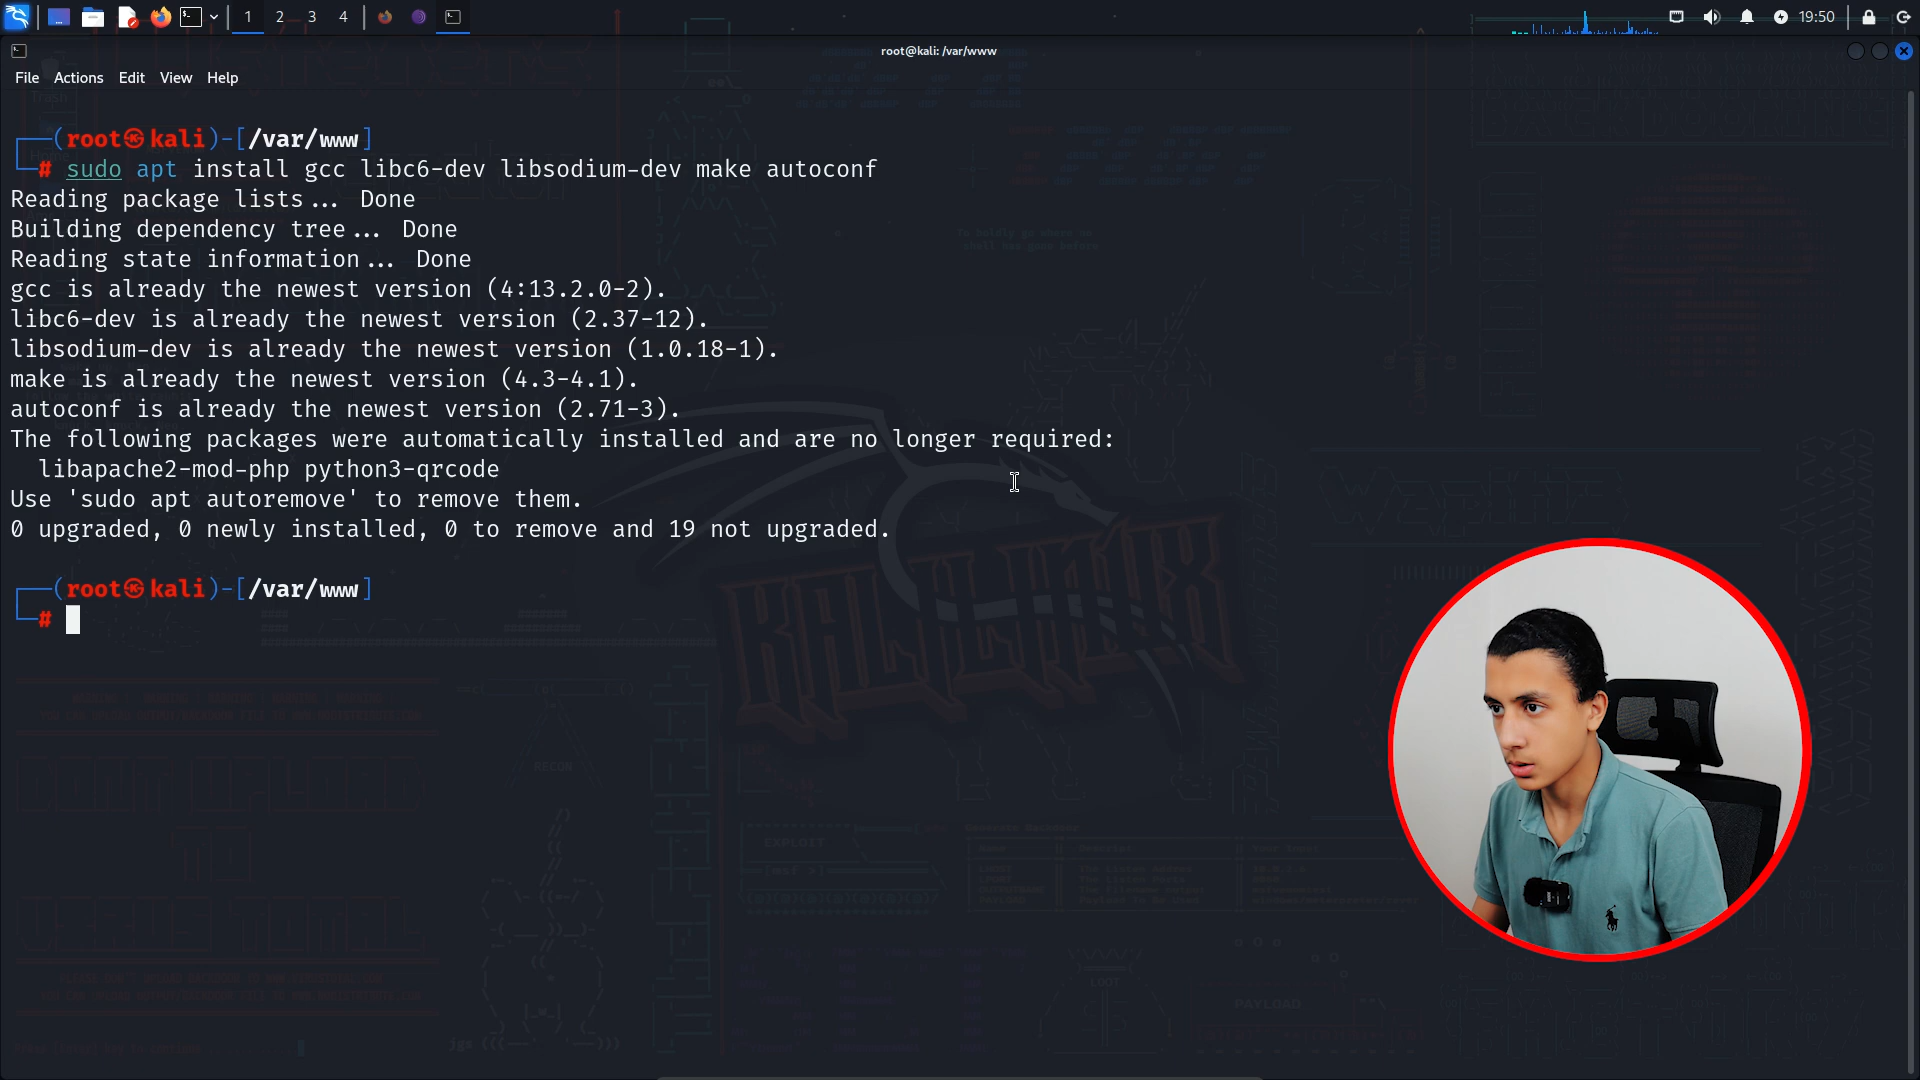 1 2 3 4 19:50
root@kali: /var/www
File Actions Edit View Help
┌──(root㉿kali)-[/var/www]
└─# sudo apt install gcc libc6-dev libsodium-dev make autoconf
Reading package lists... Done
Building dependency tree... Done
Reading state information... Done
gcc is already the newest version (4:13.2.0-2).
libc6-dev is already the newest version (2.37-12).
libsodium-dev is already the newest version (1.0.18-1).
make is already the newest version (4.3-4.1).
autoconf is already the newest version (2.71-3).
The following packages were automatically installed and are no longer required:
libapache2-mod-php python3-qrcode
Use 'sudo apt autoremove' to remove them.
0 upgraded, 0 newly installed, 0 to remove and 19 not upgraded.
┌──(root㉿kali)-[/var/www]
└─#
KALI LINUX
RECON
EXPLOIT
LOOT
PAYLOAD